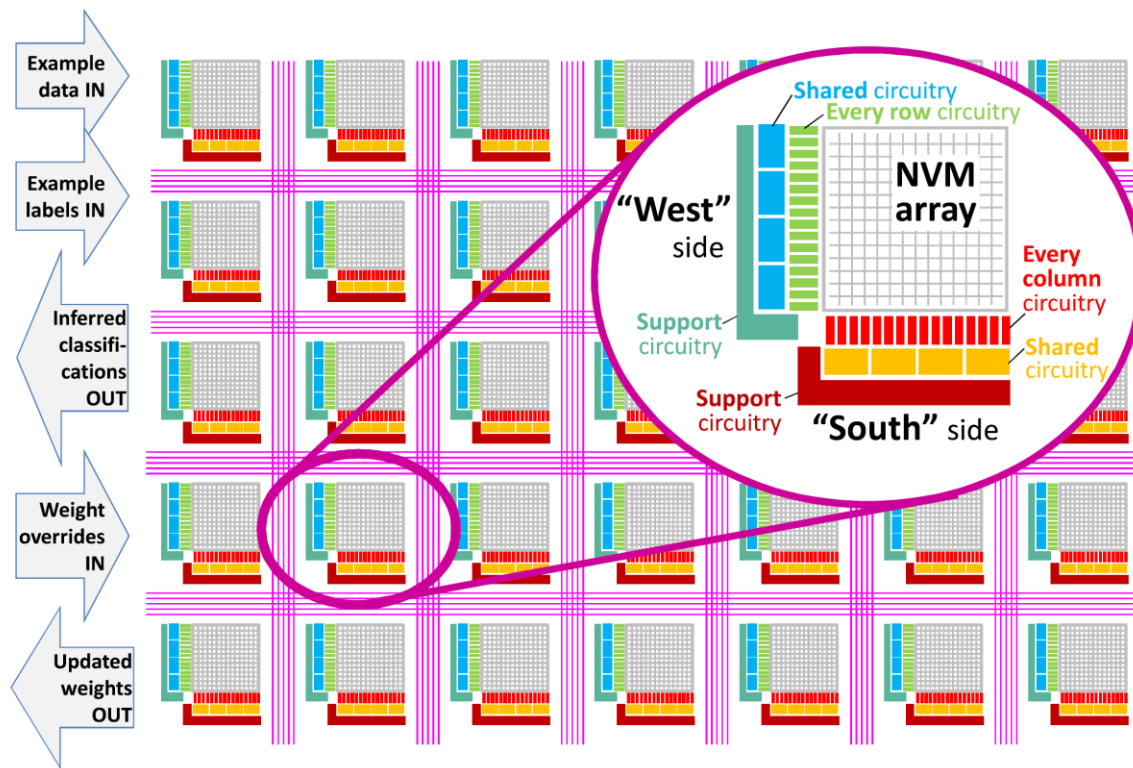 Example
data IN
Example
labels IN
Inferred
classifi-
cations
OUT
Weight
overrides
IN
Updated
weights
OUT
Shared circuitry
Every row circuitry
NVM
array
“West”
side
Every
column
circuitry
Support
circuitry
Shared
circuitry
Support
circuitry
“South” side